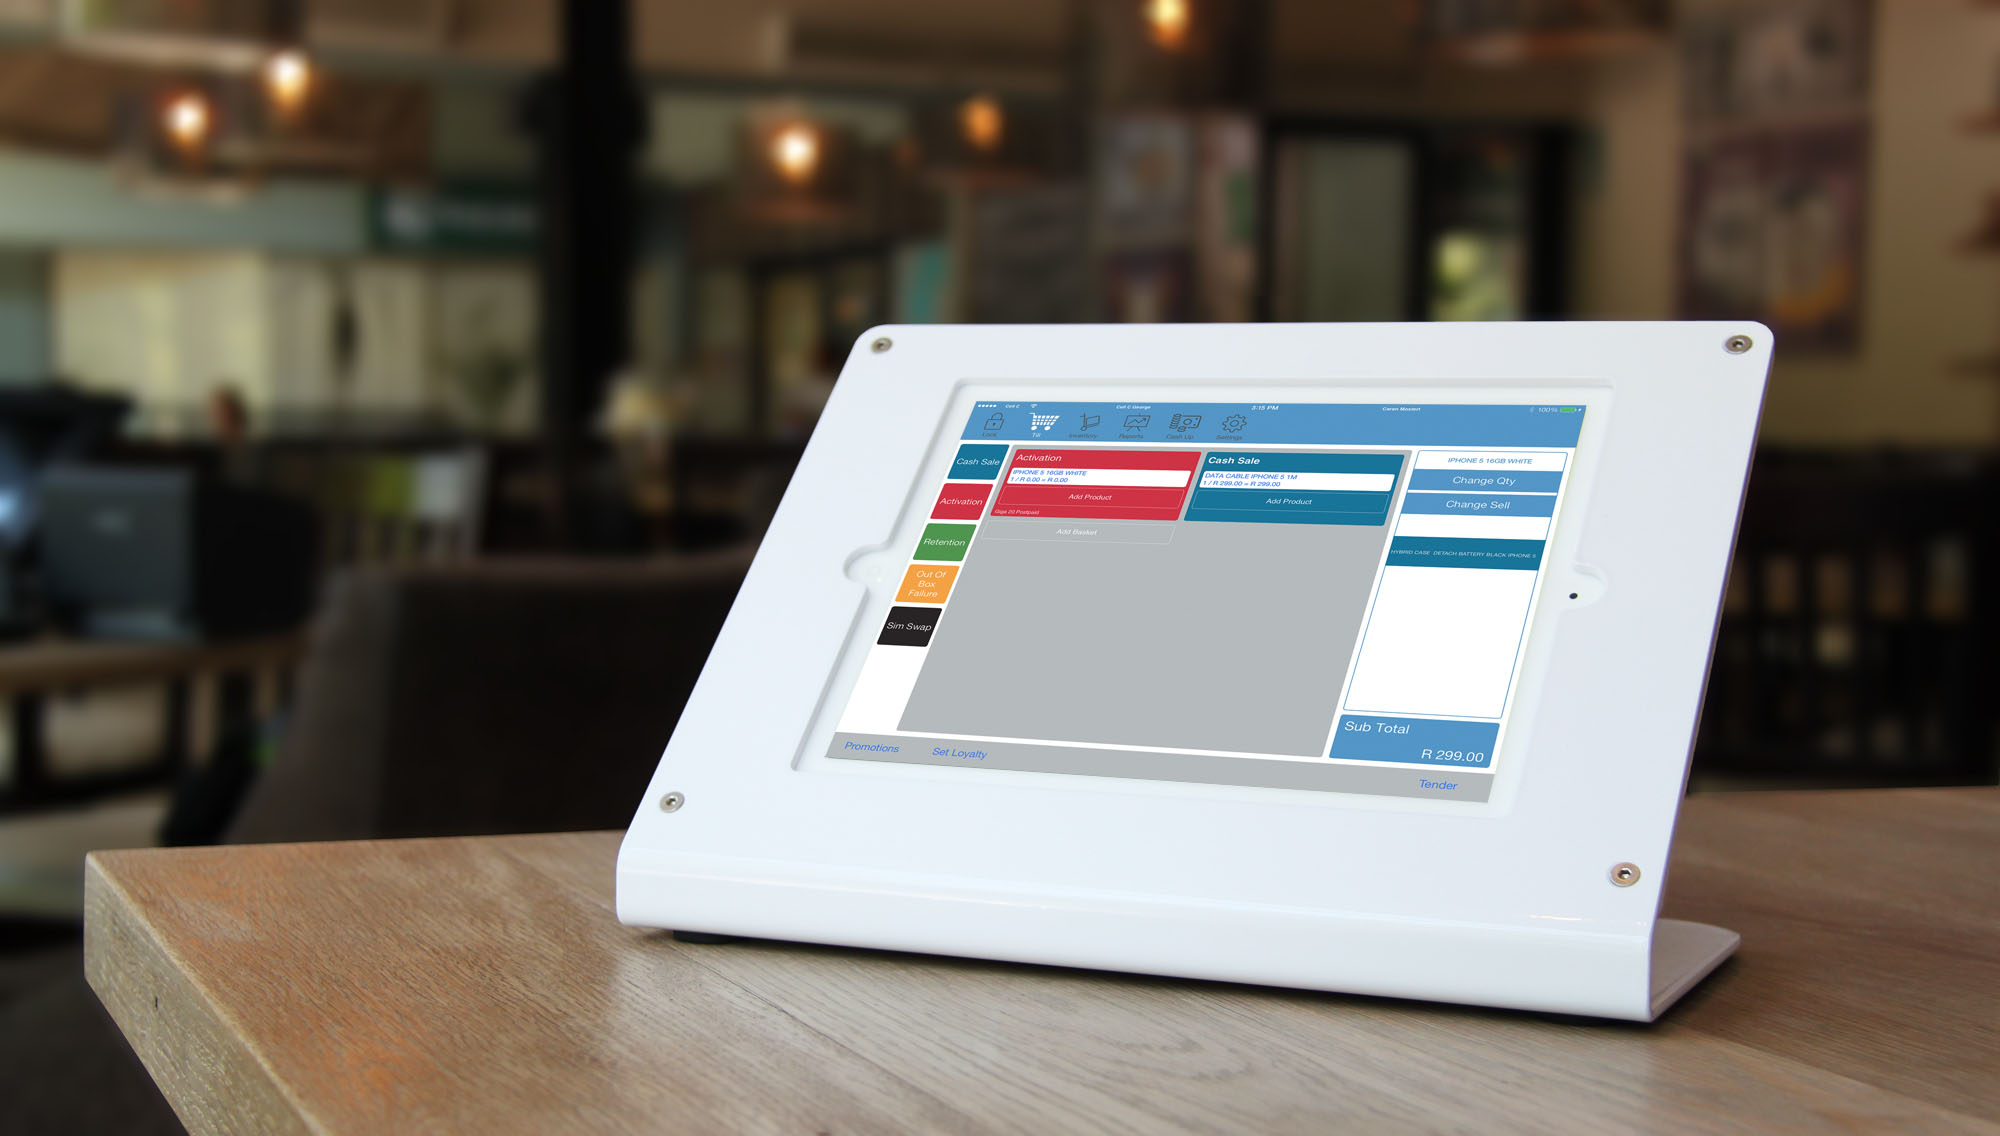 Cell C
Cell C George
3:15 PM
Caren Mostert
100%
Lock
Till
Inventory
Reports
Cash Up
Settings
Cash Sale
Activation
Retention
Out Of
Box
Failure
Sim Swap
Activation
IPHONE 5 16GB WHITE
1 / R 0.00 = R 0.00
Add Product
Giga 20 Postpaid
Add Basket
Cash Sale
DATA CABLE IPHONE 5 1M
1 / R 299.00 = R 299.00
Add Product
IPHONE 5 16GB WHITE
Change Qty
Change Sell
HYBRID CASE DETACH BATTERY BLACK IPHONE 5
Sub Total
R 299.00
Promotions
Set Loyalty
Tender